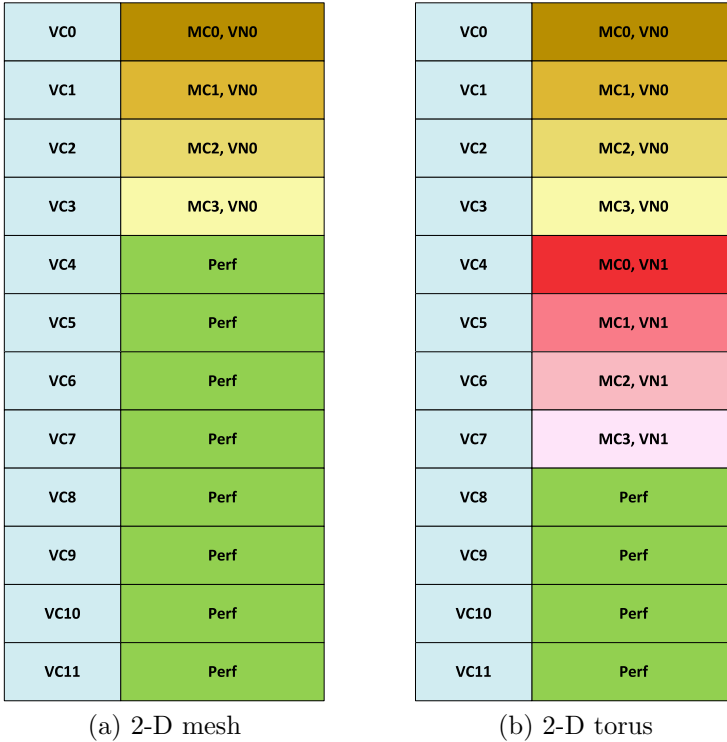 VC0 MC0, VN0
VC1 MC1, VN0
VC2 MC2, VN0
VC3 MC3, VN0
VC4 Perf
VC5 Perf
VC6 Perf
VC7 Perf
VC8 Perf
VC9 Perf
VC10 Perf
VC11 Perf
(a) 2-D mesh
VC0 MC0, VN0
VC1 MC1, VN0
VC2 MC2, VN0
VC3 MC3, VN0
VC4 MC0, VN1
VC5 MC1, VN1
VC6 MC2, VN1
VC7 MC3, VN1
VC8 Perf
VC9 Perf
VC10 Perf
VC11 Perf
(b) 2-D torus